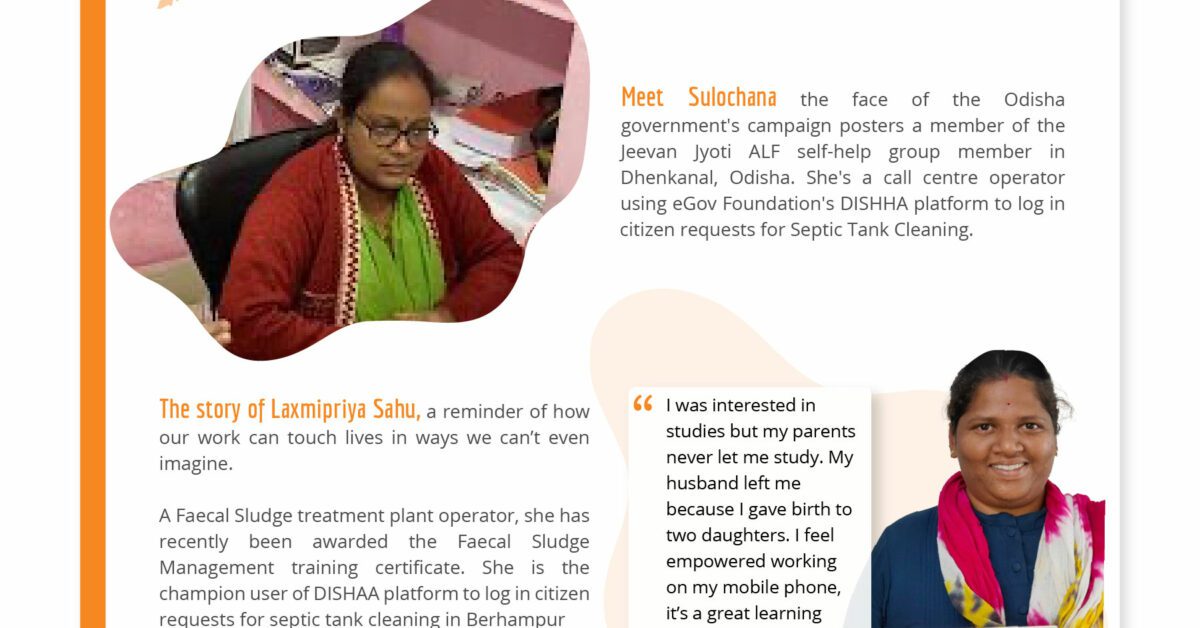 Meet Sulochana the face of the Odisha
government's campaign posters a member of the
Jeevan Jyoti ALF self-help group member in
Dhenkanal, Odisha. She's a call centre operator
using eGov Foundation's DISHHA platform to log in
citizen requests for Septic Tank Cleaning.
The story of Laxmipriya Sahu, a reminder of how
our work can touch lives in ways we can’t even
imagine.
A Faecal Sludge treatment plant operator, she has
recently been awarded the Faecal Sludge
Management training certificate. She is the
champion user of DISHAA platform to log in citizen
requests for septic tank cleaning in Berhampur
“ I was interested in
studies but my parents
never let me study. My
husband left me
because I gave birth to
two daughters. I feel
empowered working
on my mobile phone,
it’s a great learning